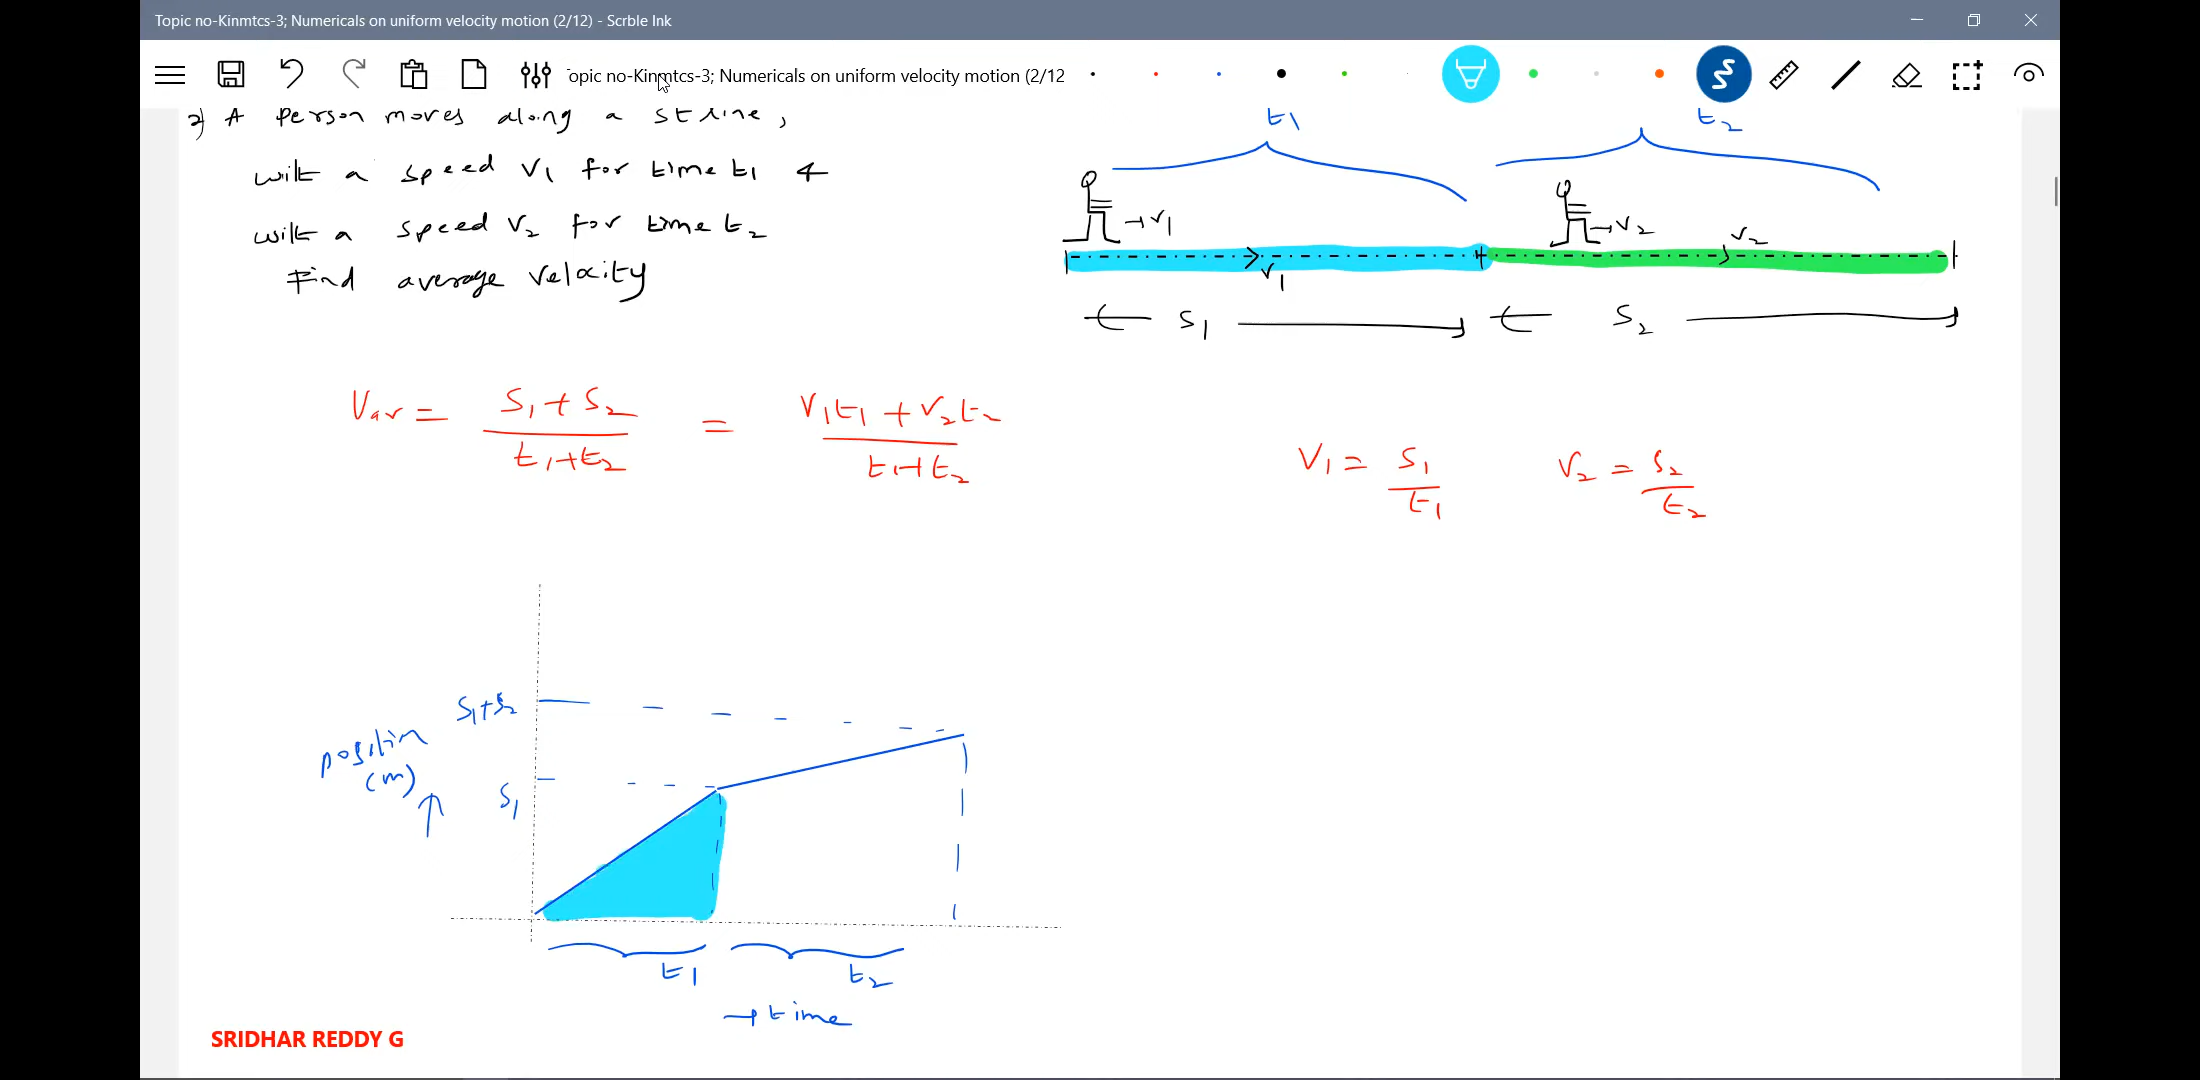 Topic no-Kinmtcs-3; Numericals on uniform velocity motion (2/12) - Scrble Ink
opic no-Kinmtcs-3; Numericals on uniform velocity motion (2/12
2) A person moves along a st line,
with a speed V1 for time t1 &
with a speed V2 for time t2
Find average velocity
t1
t2
→v1
→v2
v2
v1
S1
S2
Vav = S1+S2 / t1+t2 = v1t1+v2t2 / t1+t2
V1 = S1 / t1
V2 = S2 / t2
S1+S2
position
(m)
S1
t1
t2
→ time
SRIDHAR REDDY G